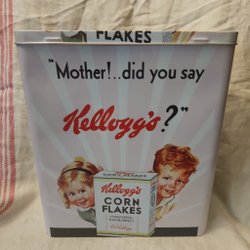 FLAKES
"Mother!..did you say
Kellogg's?"
Kellogg's
CORN
FLAKES